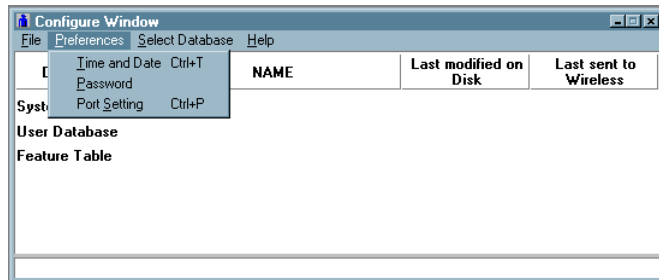 Configure Window
File Preferences Select Database Help
Time and Date Ctrl+T
Password
Port Setting Ctrl+P
D NAME Last modified on Disk Last sent to Wireless
Syst
User Database
Feature Table